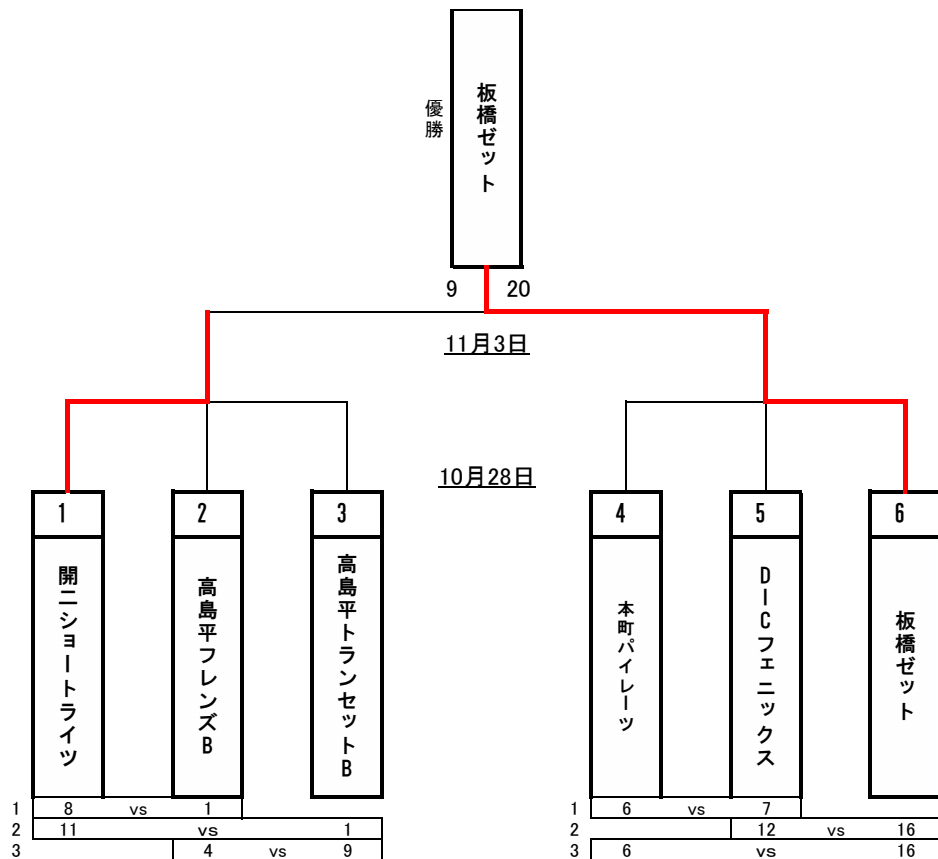 板橋ゼット
優勝
9 20
11月3日
10月28日
1 2 3 4 5 6
開二ショートライツ
高島平フレンズB
高島平トランセットB
本町パイレーツ
DICフェニックス
板橋ゼット
1 8 vs 1
2 11 vs 1
3 4 vs 9
1 6 vs 7
2 12 vs 16
3 6 vs 16